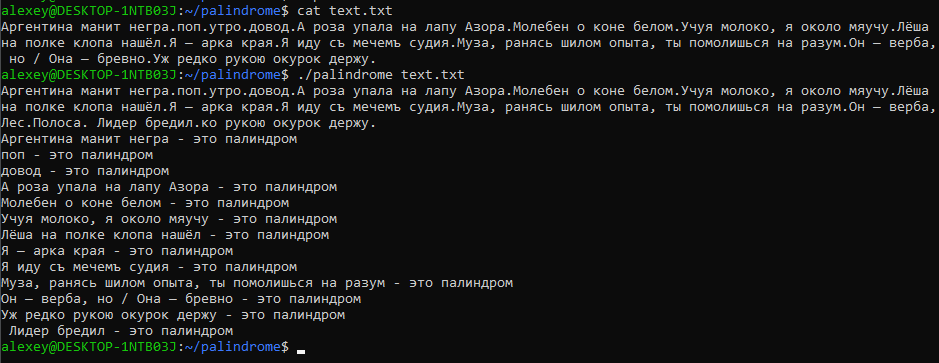 alexey@DESKTOP-1NTB03J:~/palindrome$ cat text.txt
Аргентина манит негра.поп.утро.довод.А роза упала на лапу Азора.Молебен о коне белом.Учуя молоко, я около мяучу.Лёша
на полке клопа нашёл.Я — арка края.Я иду съ мечемъ судия.Муза, ранясь шилом опыта, ты помолишься на разум.Он — верба,
 но / Она — бревно.Уж редко рукою окурок держу.
alexey@DESKTOP-1NTB03J:~/palindrome$ ./palindrome text.txt
Аргентина манит негра.поп.утро.довод.А роза упала на лапу Азора.Молебен о коне белом.Учуя молоко, я около мяучу.Лёша
на полке клопа нашёл.Я — арка края.Я иду съ мечемъ судия.Муза, ранясь шилом опыта, ты помолишься на разум.Он — верба,
Лес.Полоса. Лидер бредил.ко рукою окурок держу.
Аргентина манит негра - это палиндром
поп - это палиндром
довод - это палиндром
А роза упала на лапу Азора - это палиндром
Молебен о коне белом - это палиндром
Учуя молоко, я около мяучу - это палиндром
Лёша на полке клопа нашёл - это палиндром
Я — арка края - это палиндром
Я иду съ мечемъ судия - это палиндром
Муза, ранясь шилом опыта, ты помолишься на разум - это палиндром
Он — верба, но / Она — бревно - это палиндром
Уж редко рукою окурок держу - это палиндром
 Лидер бредил - это палиндром
alexey@DESKTOP-1NTB03J:~/palindrome$